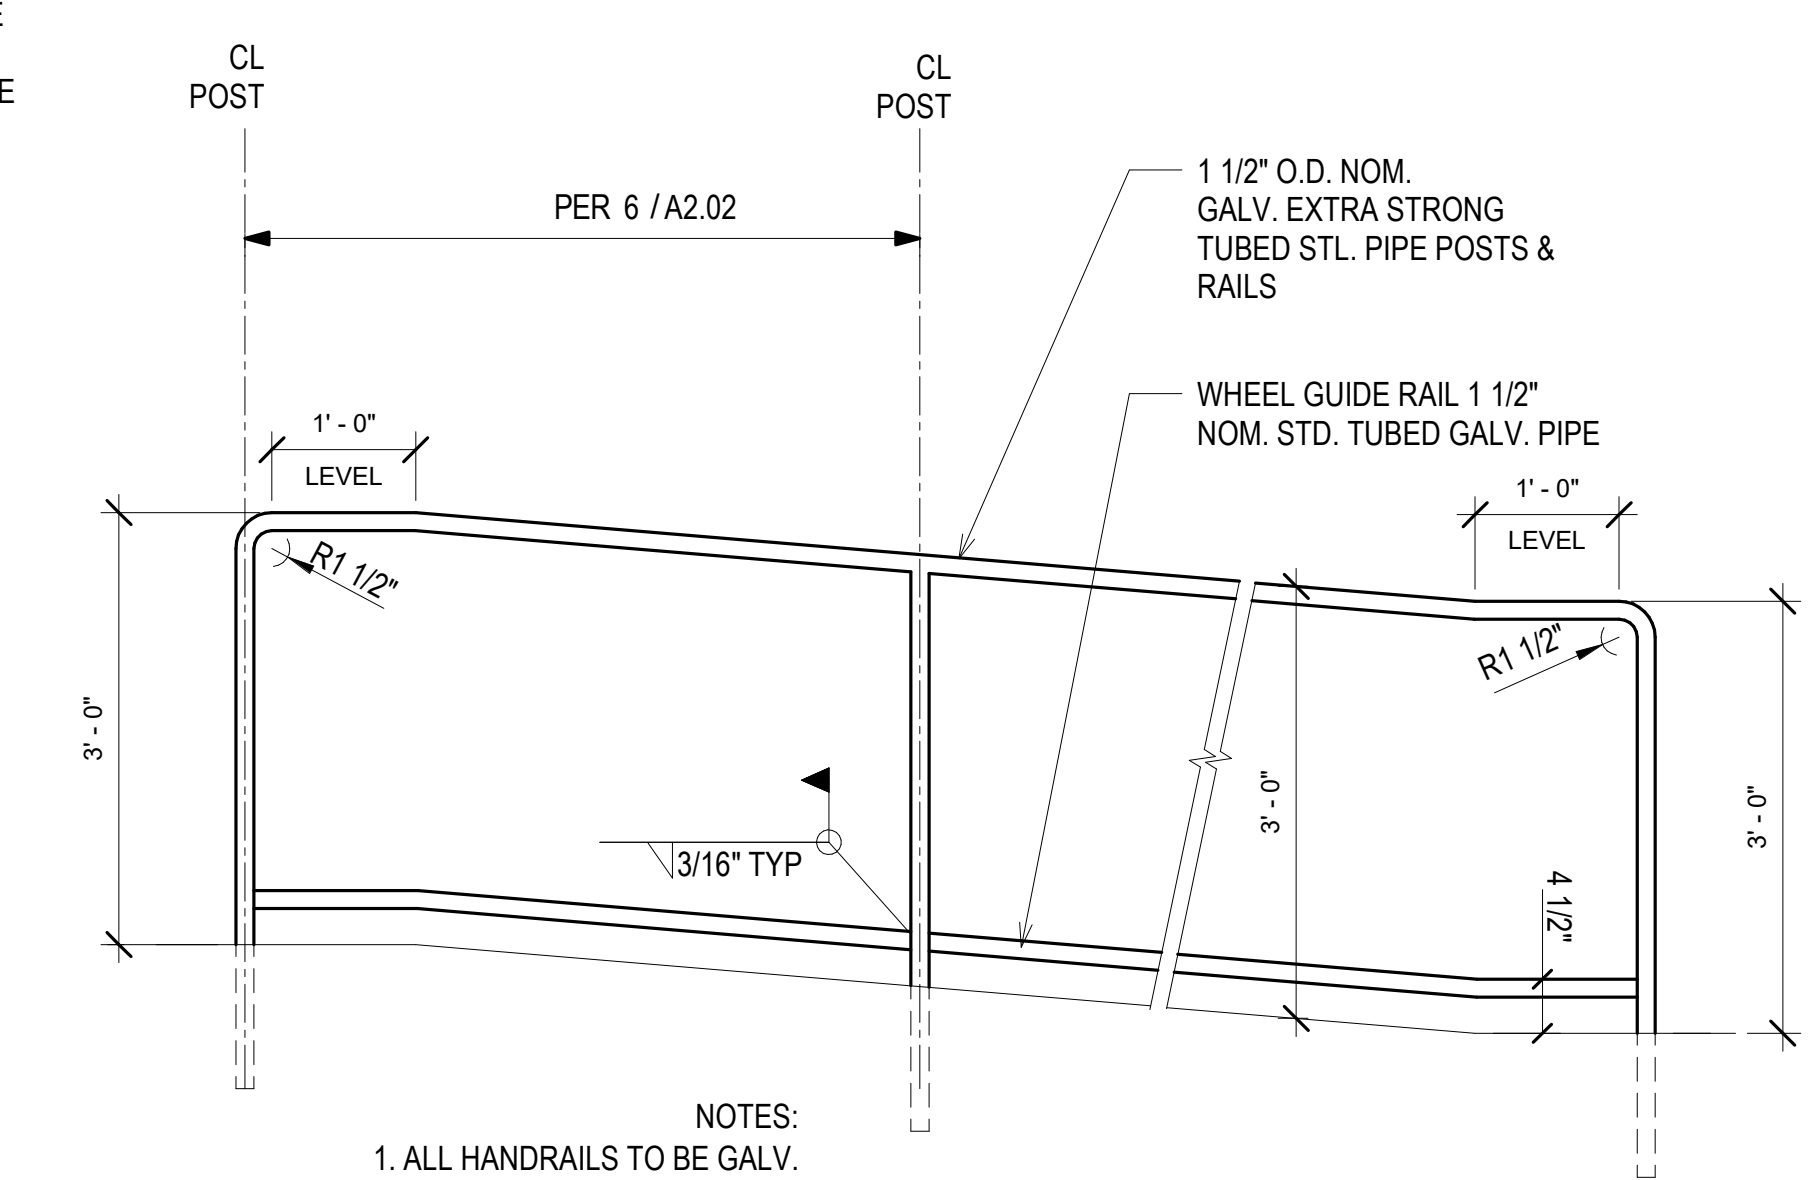 E
E
CL
POST
CL
POST
PER 6 / A2.02
1 1/2" O.D. NOM.
GALV. EXTRA STRONG
TUBED STL. PIPE POSTS &
RAILS
WHEEL GUIDE RAIL 1 1/2"
NOM. STD. TUBED GALV. PIPE
1' - 0"
LEVEL
1' - 0"
LEVEL
R1 1/2"
R1 1/2"
3' - 0"
3' - 0"
3' - 0"
3/16" TYP
4 1/2"
NOTES:
1. ALL HANDRAILS TO BE GALV.